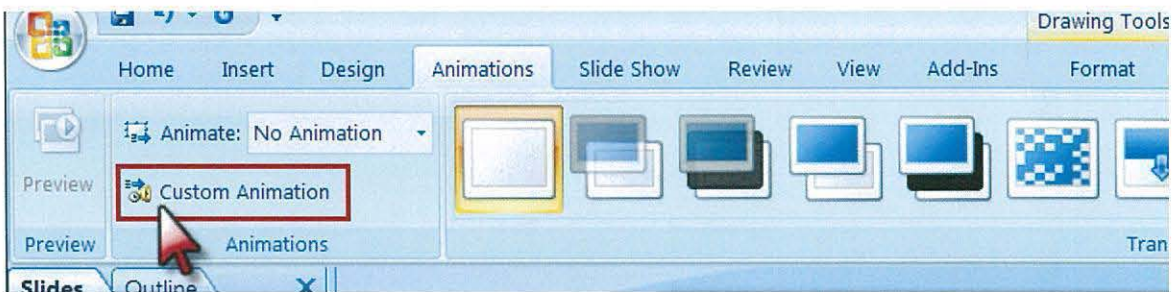 Drawing Tools
Home Insert Design Animations Slide Show Review View Add-Ins Format
Animate: No Animation
Preview Custom Animation
Preview Animations Tran
Slides Outline X